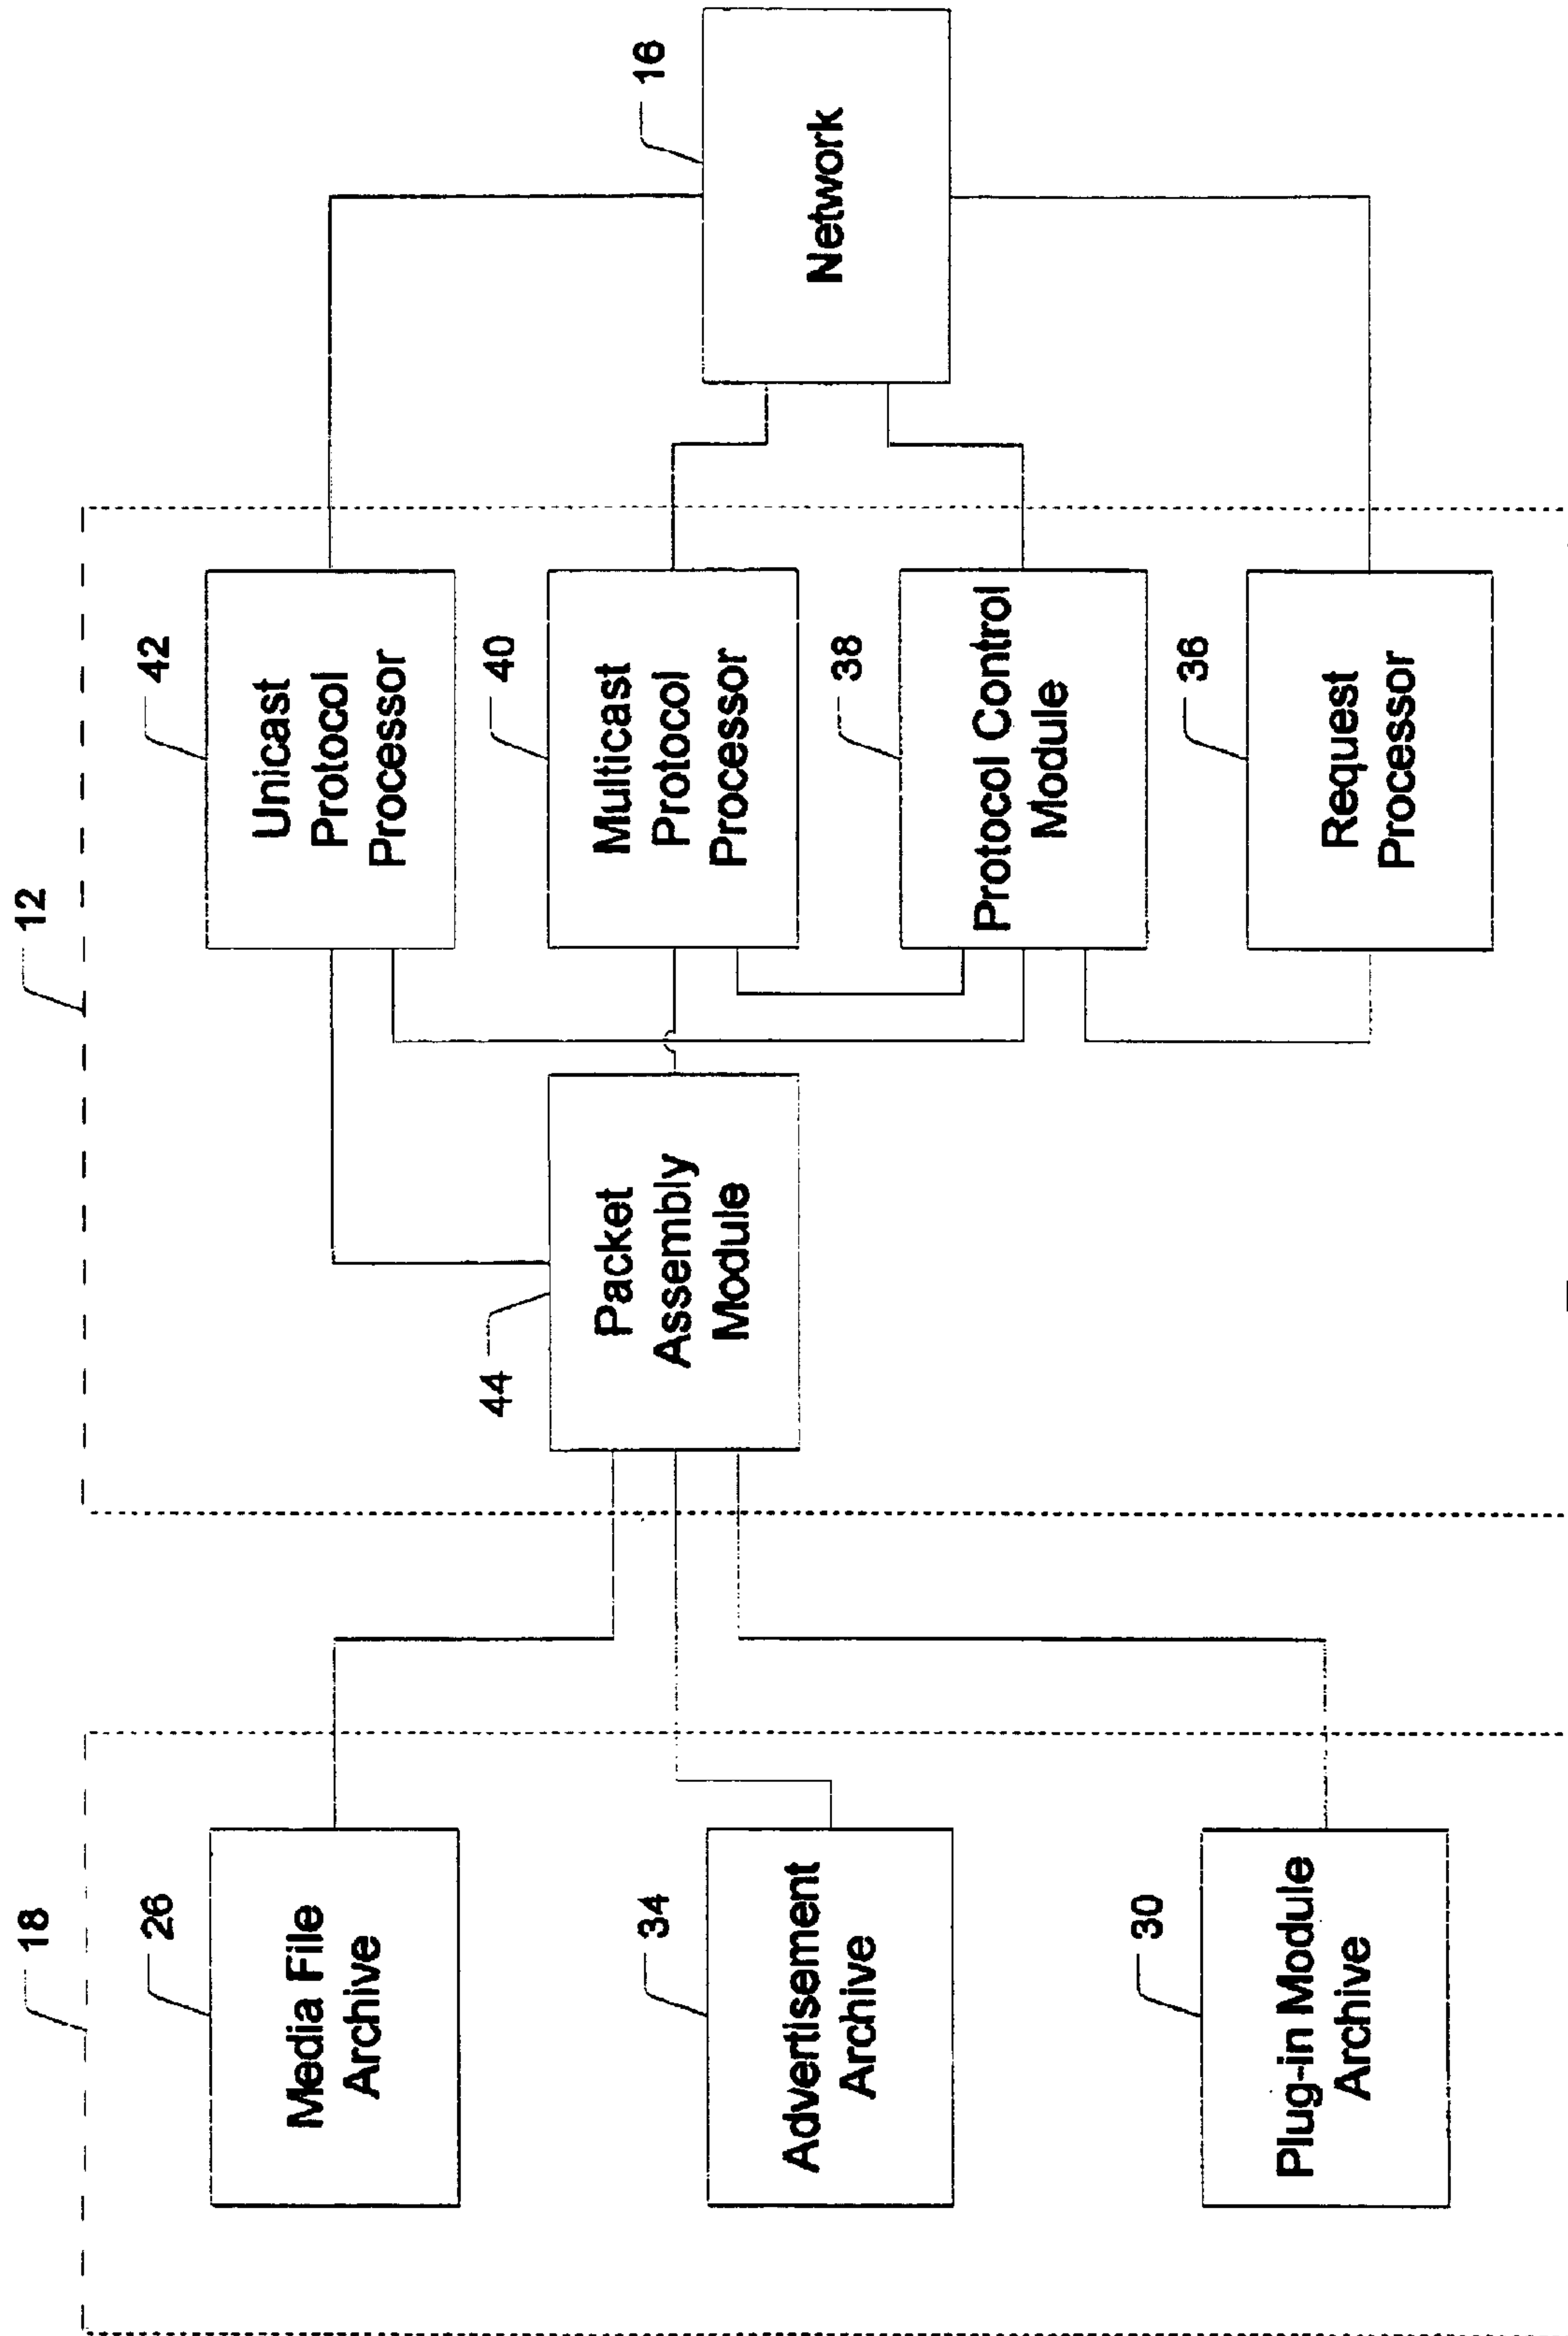 18
12
26
Media File
Archive
34
Advertisement
Archive
30
Plug-in Module
Archive
44
Packet
Assembly
Module
42
Unicast
Protocol
Processor
40
Multicast
Protocol
Processor
38
Protocol Control
Module
36
Request
Processor
16
Network